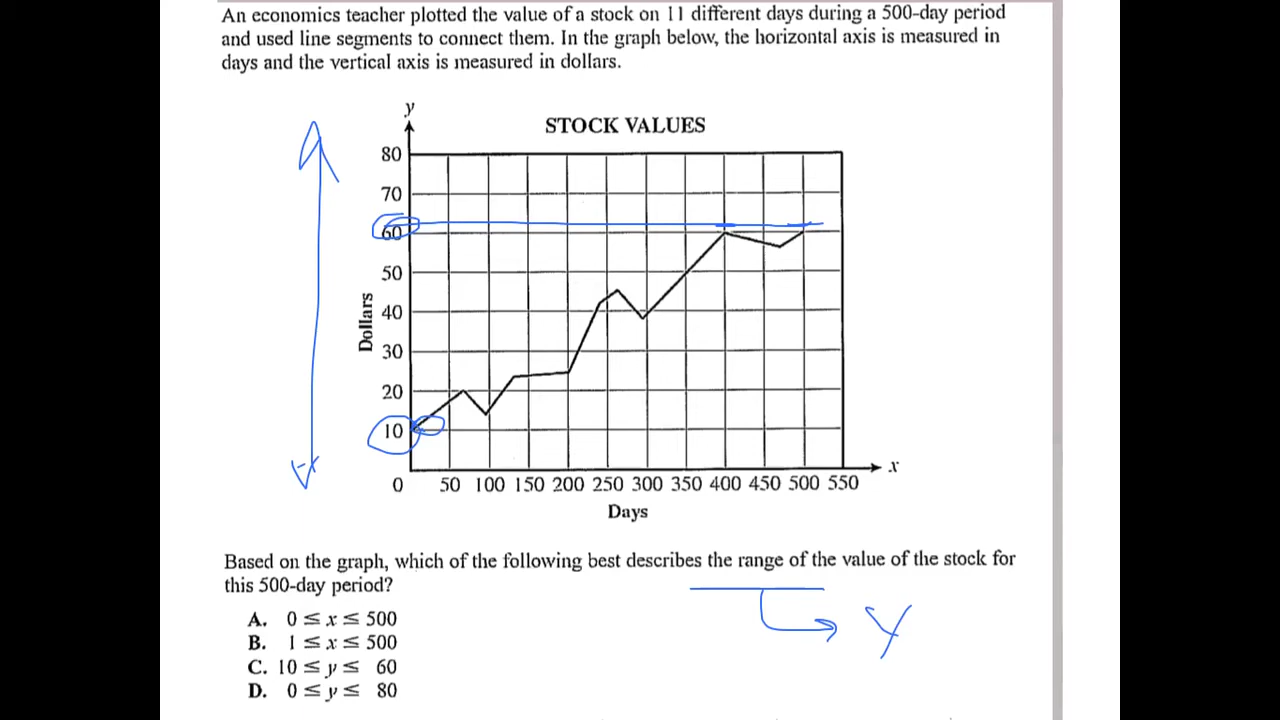 An economics teacher plotted the value of a stock on 11 different days during a 500-day period
and used line segments to connect them. In the graph below, the horizontal axis is measured in
days and the vertical axis is measured in dollars.
y
STOCK VALUES
80
70
60
50
40
30
20
10
0
Dollars
x
50 100 150 200 250 300 350 400 450 500 550
Days
Based on the graph, which of the following best describes the range of the value of the stock for
this 500-day period?
Y
A. 0 ≤ x ≤ 500
B. 1 ≤ x ≤ 500
C. 10 ≤ y ≤ 60
D. 0 ≤ y ≤ 80